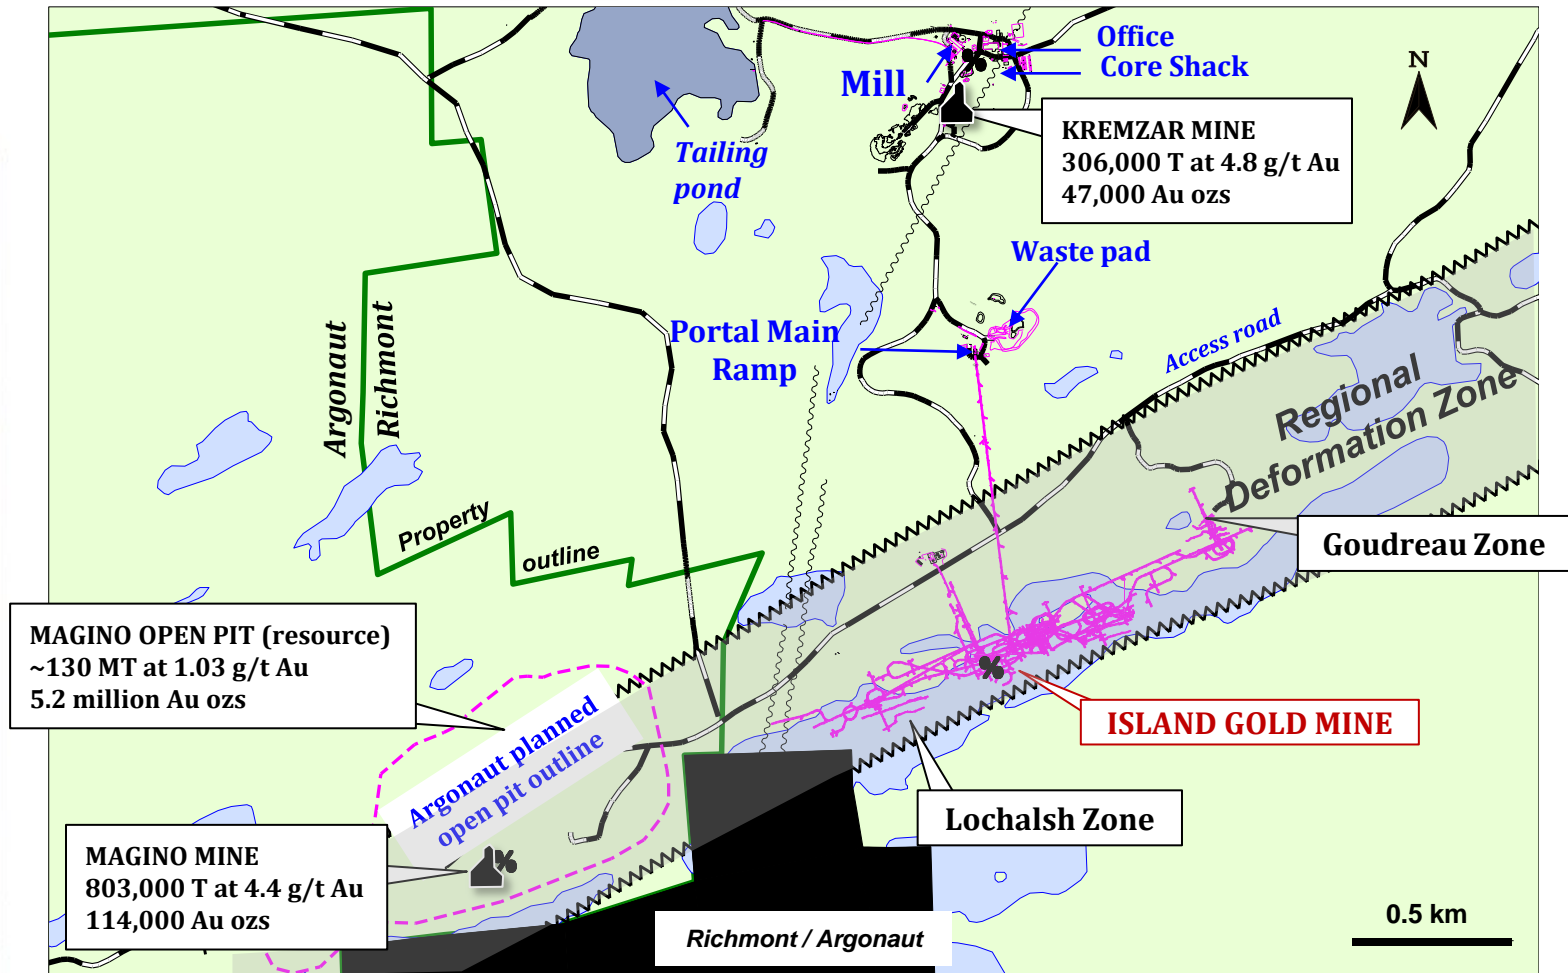 Office
Core Shack
Mill
N
KREMZAR MINE
306,000 T at 4.8 g/t Au
47,000 Au ozs
Tailing
pond
Waste pad
Portal Main
Ramp
Access road
Argonaut
Richmont
Regional
Deformation Zone
Property
outline
Goudreau Zone
MAGINO OPEN PIT (resource)
~130 MT at 1.03 g/t Au
5.2 million Au ozs
Argonaut planned
open pit outline
ISLAND GOLD MINE
Lochalsh Zone
MAGINO MINE
803,000 T at 4.4 g/t Au
114,000 Au ozs
Richmont / Argonaut
0.5 km